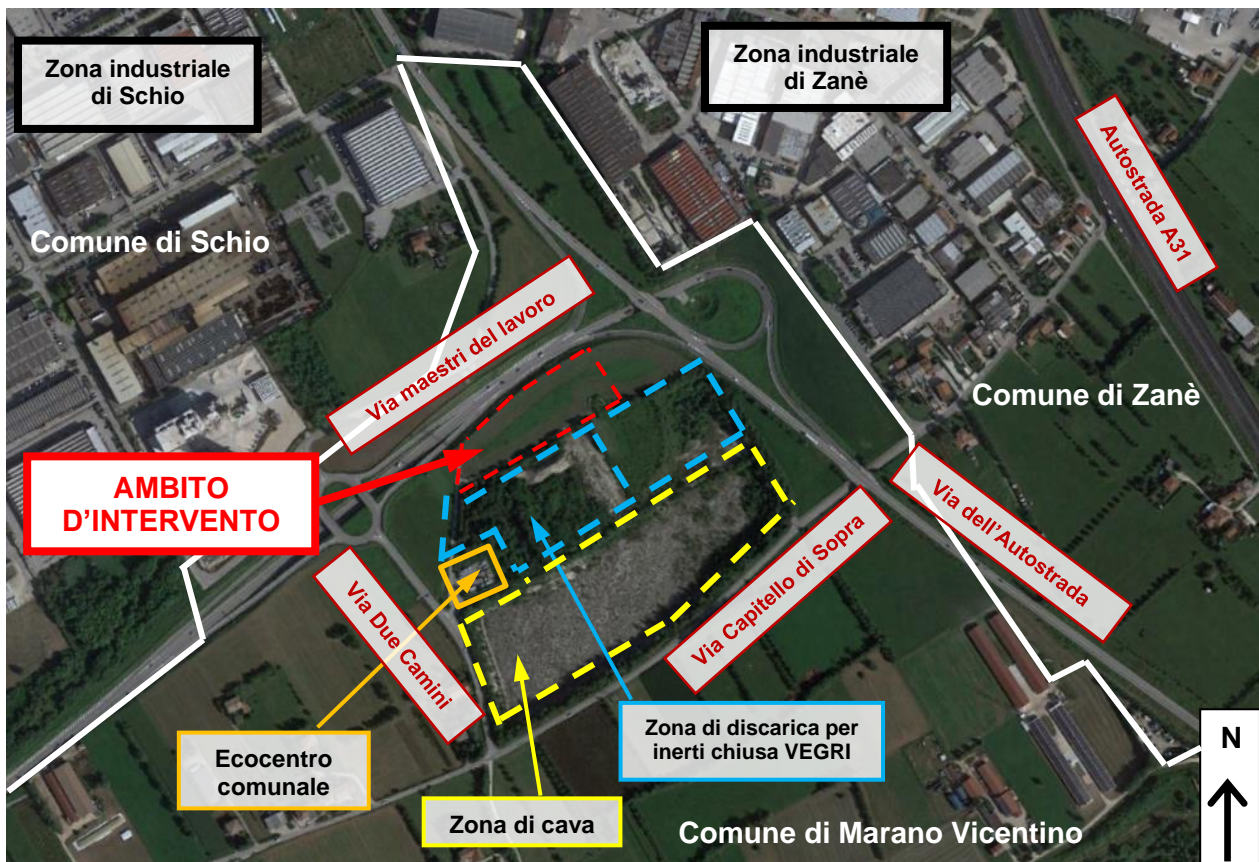 Zona industriale
di Schio
Zona industriale
di Zanè
Autostrada A31
Comune di Schio
Via maestri del lavoro
Comune di Zanè
AMBITO
D'INTERVENTO
Via dell'Autostrada
Via Capitello di Sopra
Via Due Camini
Zona di discarica per
inerti chiusa VEGRI
Ecocentro
comunale
Zona di cava
Comune di Marano Vicentino
N